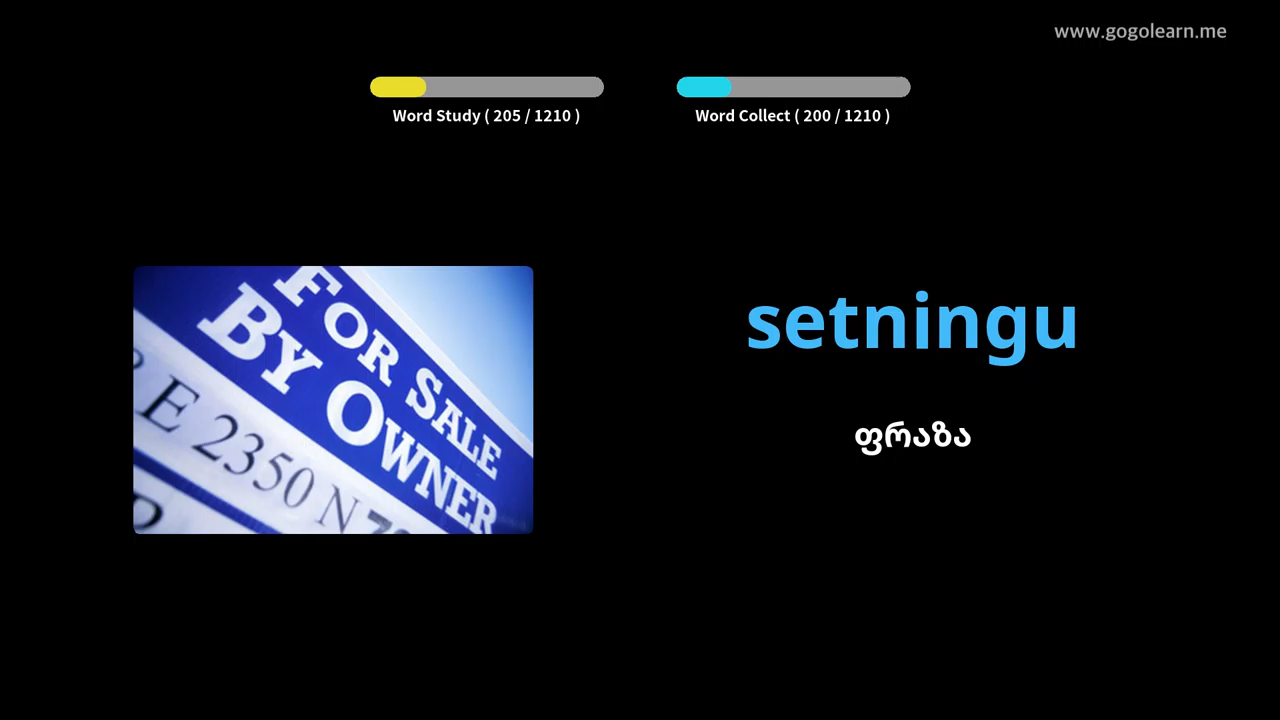 www.gogolearn.me
Word Study ( 205 / 1210 )
Word Collect ( 200 / 1210 )
FOR SALE
BY OWNER
E 2350 N
setningu
ფრაზა